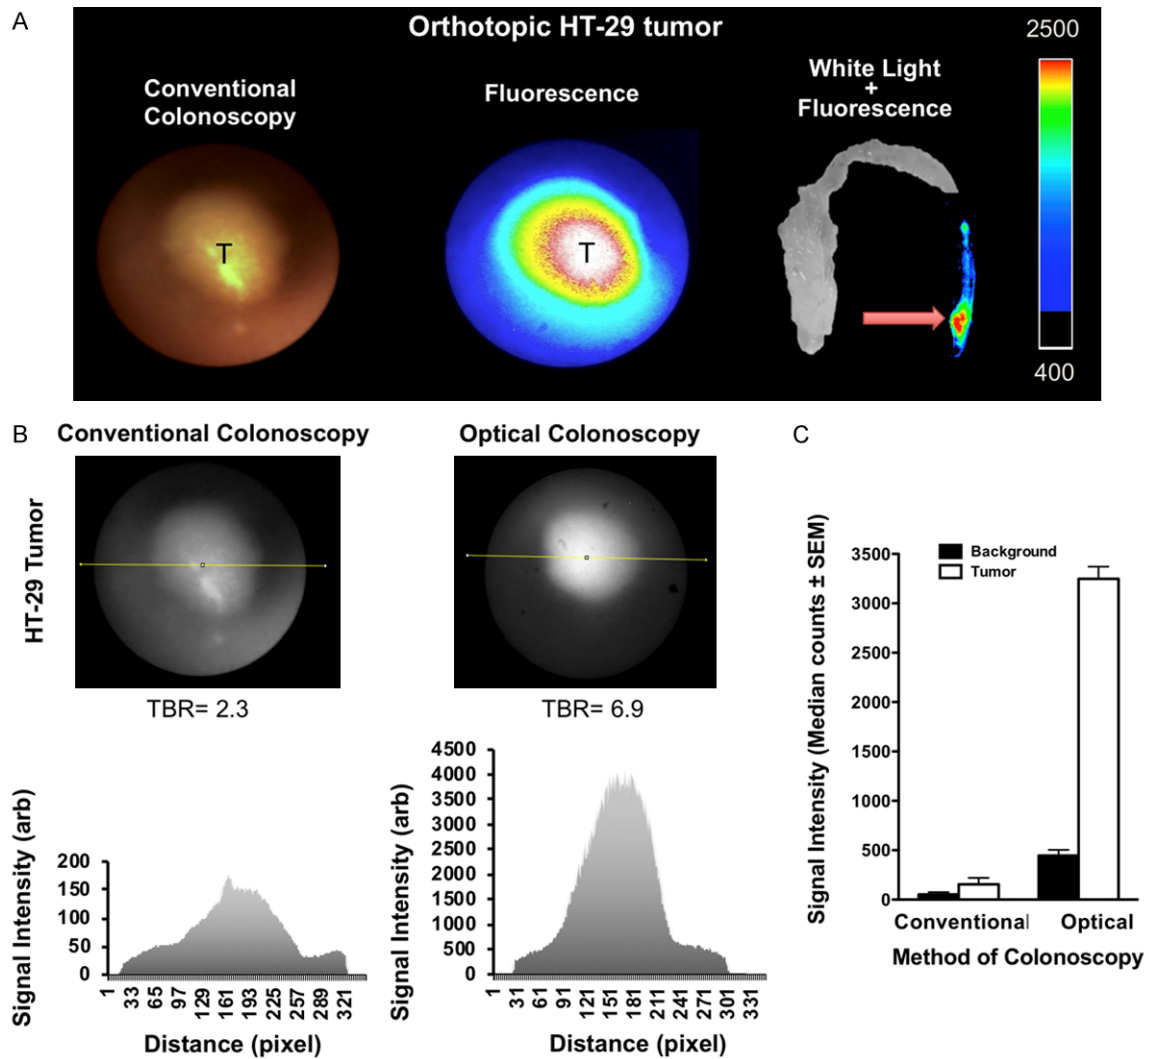 A
Orthotopic HT-29 tumor
Conventional
Colonoscopy
Fluorescence
White Light
+
Fluorescence
2500
400
T
T
B
Conventional Colonoscopy
Optical Colonoscopy
HT-29 Tumor
TBR= 2.3
TBR= 6.9
Signal Intensity (arb)
200
150
100
50
0
1 33 65 97 129 161 193 225 257 289 321
Distance (pixel)
Signal Intensity (arb)
4500
4000
3500
3000
2500
2000
1500
1000
500
0
1 31 61 91 121 151 181 211 241 271 301 331
Distance (pixel)
C
Signal Intensity (Median counts ± SEM)
3500
3000
2500
3000
1500
1000
500
0
Background
Tumor
Conventional
Optical
Method of Colonoscopy